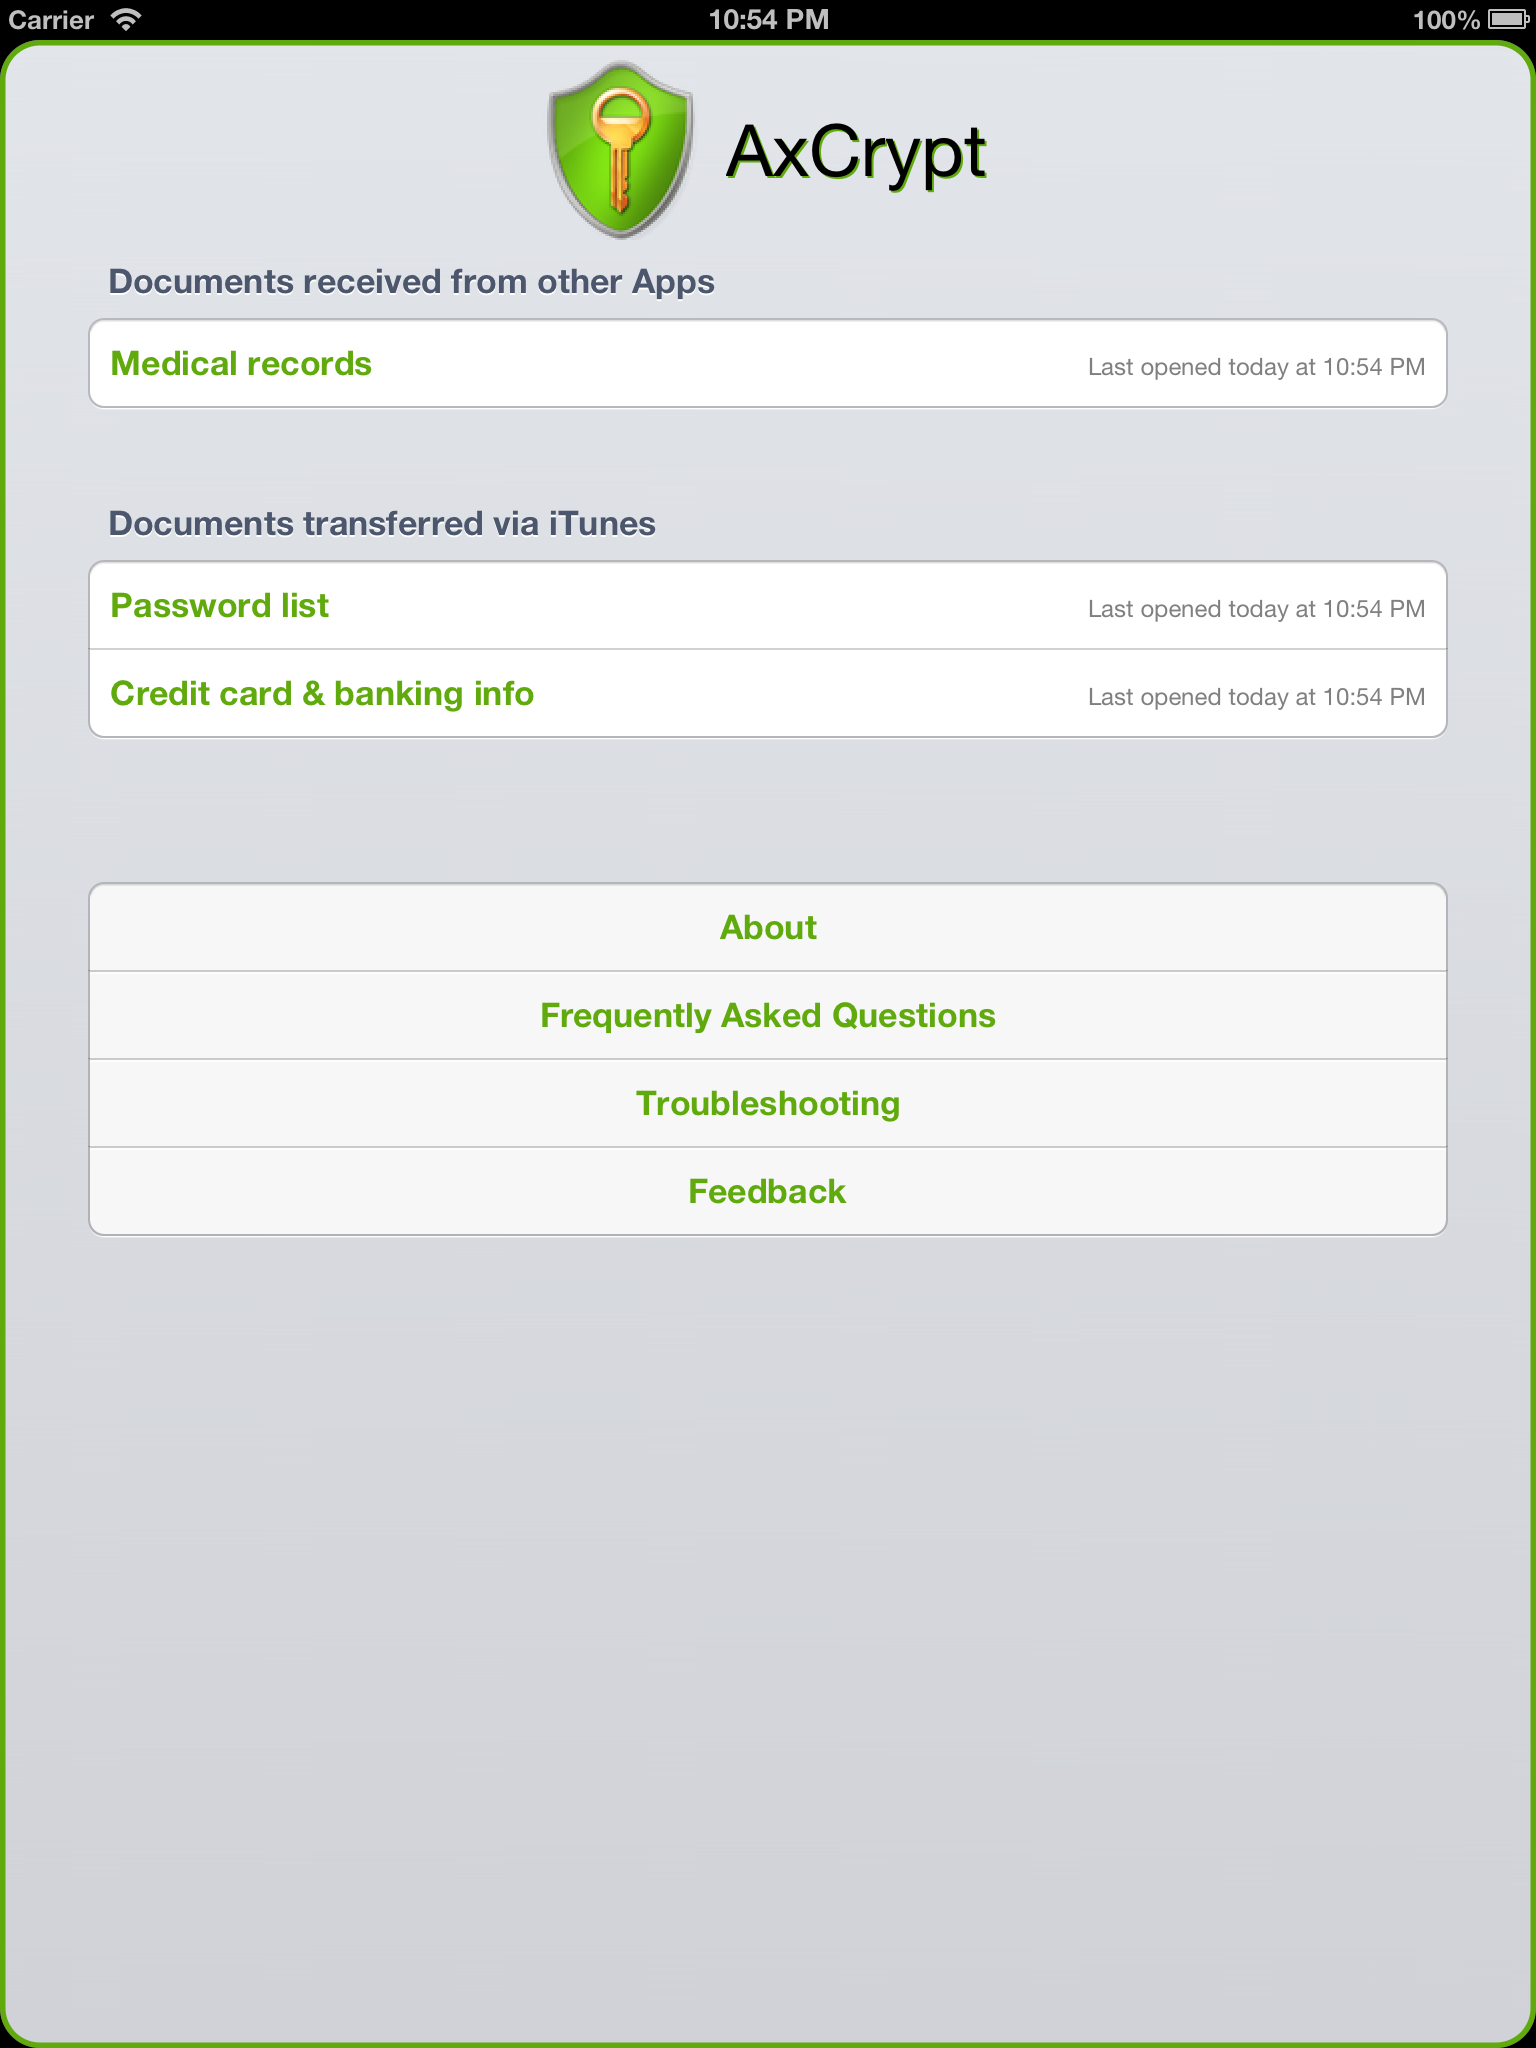 Carrier 10:54 PM 100%
AxCrypt
Documents received from other Apps
Medical records Last opened today at 10:54 PM
Documents transferred via iTunes
Password list Last opened today at 10:54 PM
Credit card & banking info Last opened today at 10:54 PM
About
Frequently Asked Questions
Troubleshooting
Feedback